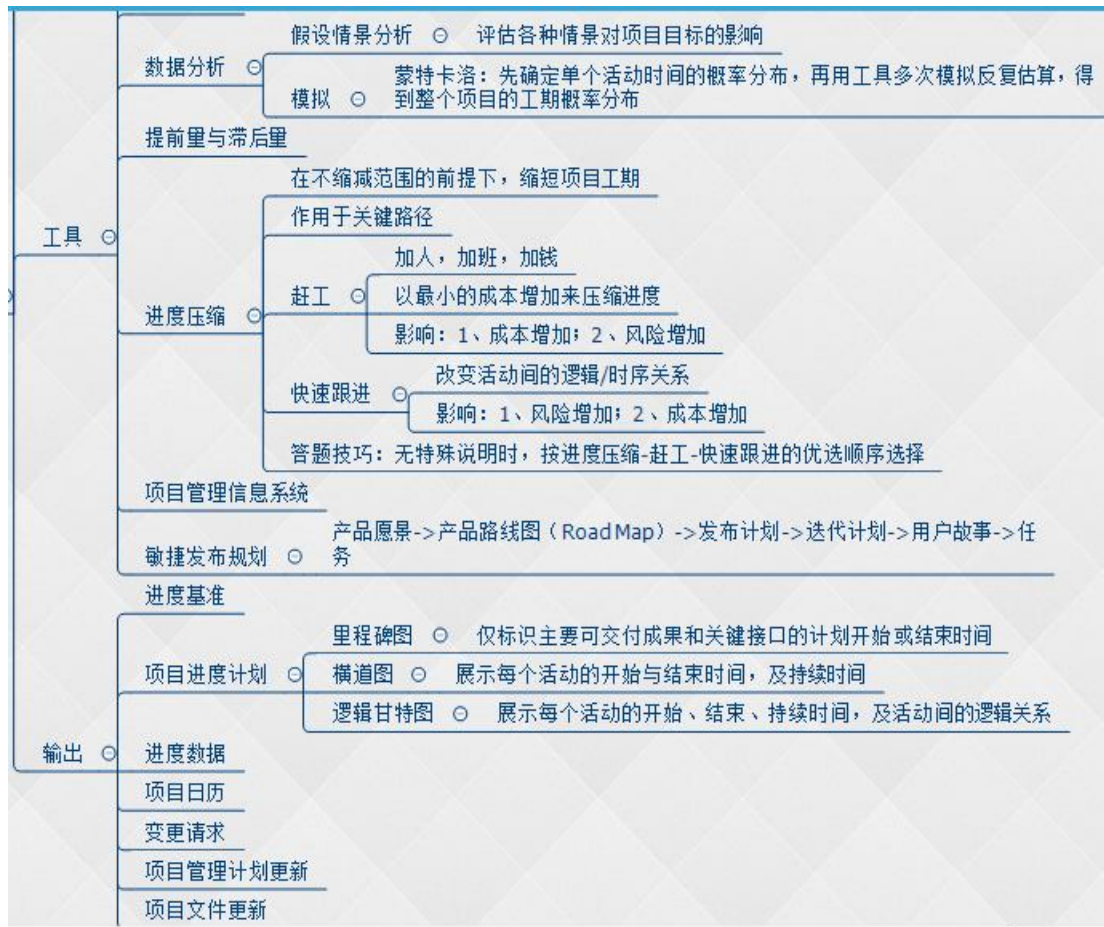 假设情景分析 评估各种情景对项目目标的影响
数据分析
蒙特卡洛：先确定单个活动时间的概率分布，再用工具多次模拟反复估算，得
模拟 到整个项目的工期概率分布
提前量与滞后量
在不缩减范围的前提下，缩短项目工期
作用于关键路径
工具
加人，加班，加钱
赶工 以最小的成本增加来压缩进度
进度压缩
影响：1、成本增加；2、风险增加
改变活动间的逻辑/时序关系
快速跟进
影响：1、风险增加；2、成本增加
答题技巧：无特殊说明时，按进度压缩-赶工-快速跟进的优选顺序选择
项目管理信息系统
产品愿景->产品路线图（RoadMap）->发布计划->迭代计划->用户故事->任
敏捷发布规划 务
进度基准
里程碑图 仅标识主要可交付成果和关键接口的计划开始或结束时间
项目进度计划 横道图 展示每个活动的开始与结束时间，及持续时间
逻辑甘特图 展示每个活动的开始、结束、持续时间，及活动间的逻辑关系
输出 进度数据
项目日历
变更请求
项目管理计划更新
项目文件更新